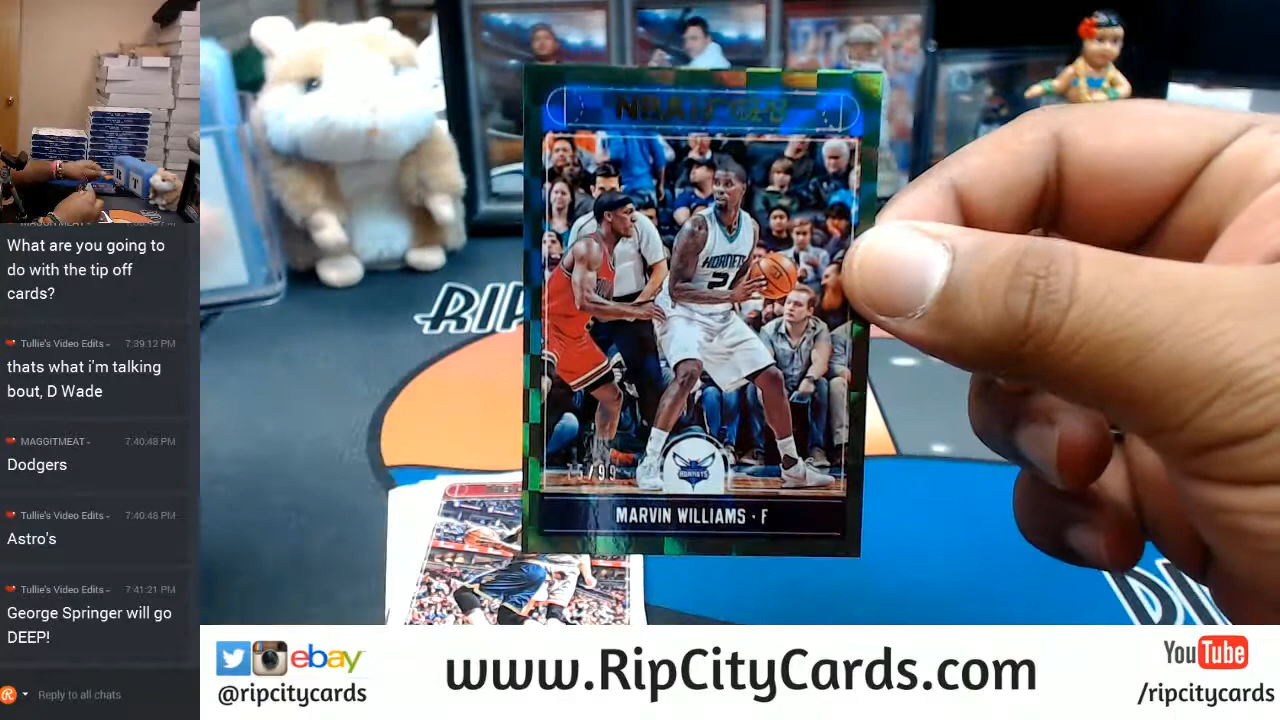 What are you going to
do with the tip off
cards?
Tullie's Video Edits - 7:39:12 PM
thats what i'm talking
bout, D Wade
MAGGITMEAT - 7:40:48 PM
Dodgers
Tullie's Video Edits - 7:40:48 PM
Astro's
Tullie's Video Edits - 7:41:21 PM
George Springer will go
DEEP!
Reply to all chats
NBA HOOPS
HORNETS
/99
HORNETS
MARVIN WILLIAMS · F
RIP
ebay
@ripcitycards
www.RipCityCards.com
YouTube
/ripcitycards